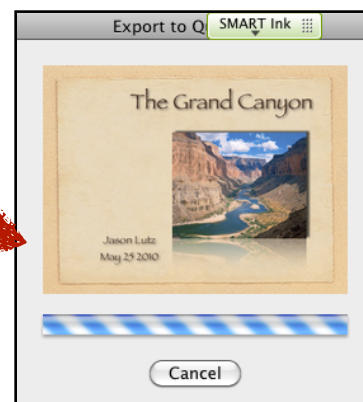 Export to Q
SMART Ink
The Grand Canyon
Jason Lutz
May 25 2010
Cancel